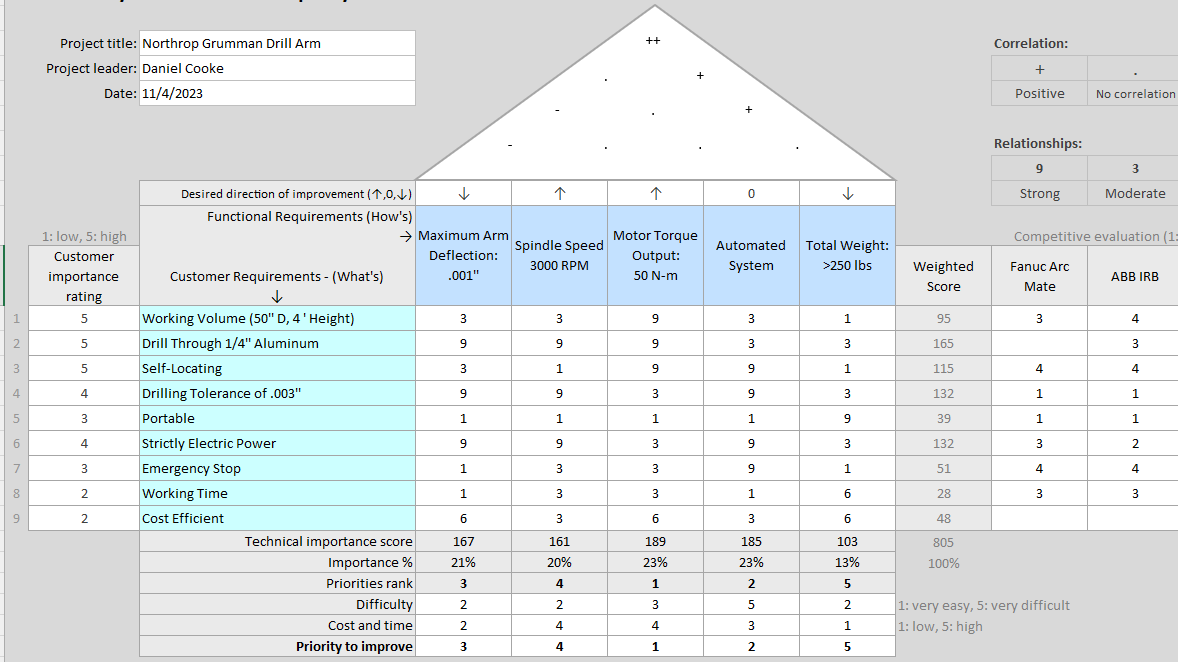 Project title: Northrop Grumman Drill Arm
Project leader: Daniel Cooke
Date: 11/4/2023
++
. +
- . +
- . . .
Correlation:
+ .
Positive No correlation
Relationships:
9 3
Strong Moderate
Desired direction of improvement (↑,0,↓) ↓ ↑ ↑ 0 ↓
1: low, 5: high
Customer importance rating
Functional Requirements (How's) →
Customer Requirements - (What's) ↓
Maximum Arm Deflection: .001"
Spindle Speed 3000 RPM
Motor Torque Output: 50 N-m
Automated System
Total Weight: >250 lbs
Weighted Score
Competitive evaluation (1:
Fanuc Arc Mate
ABB IRB
1 5 Working Volume (50" D, 4 ' Height) 3 3 9 3 1 95 3 4
2 5 Drill Through 1/4" Aluminum 9 9 9 3 3 165 3
3 5 Self-Locating 3 1 9 9 1 115 4 4
4 4 Drilling Tolerance of .003" 9 9 3 9 3 132 1 1
5 3 Portable 1 1 1 1 9 39 1 1
6 4 Strictly Electric Power 9 9 3 9 3 132 3 2
7 3 Emergency Stop 1 3 3 9 1 51 4 4
8 2 Working Time 1 3 3 1 6 28 3 3
9 2 Cost Efficient 6 3 6 3 6 48
Technical importance score 167 161 189 185 103 805
Importance % 21% 20% 23% 23% 13% 100%
Priorities rank 3 4 1 2 5
Difficulty 2 2 3 5 2 1: very easy, 5: very difficult
Cost and time 2 4 4 3 1 1: low, 5: high
Priority to improve 3 4 1 2 5